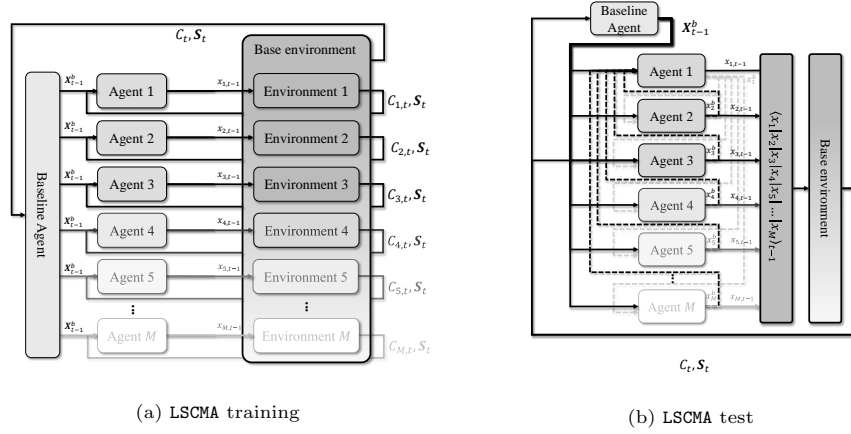 C_t, S_t
Base environment
Baseline Agent
X^b_{t−1} Agent 1 x_{1,t−1} Environment 1 C_{1,t}, S_t
X^b_{t−1} Agent 2 x_{2,t−1} Environment 2 C_{2,t}, S_t
X^b_{t−1} Agent 3 x_{3,t−1} Environment 3 C_{3,t}, S_t
X^b_{t−1} Agent 4 x_{4,t−1} Environment 4 C_{4,t}, S_t
X^b_{t−1} Agent 5 x_{5,t−1} Environment 5 C_{5,t}, S_t
... ...
X^b_{t−1} Agent M x_{M,t−1} Environment M C_{M,t}, S_t
(a) LSCMA training
Baseline
Agent
X^b_{t−1}
Agent 1 x_{1,t−1}
x^b_1
Agent 2 x^b_2 x_{2,t−1}
Agent 3 x^b_3 x_{3,t−1}
Agent 4 x^b_4 x_{4,t−1}
Agent 5 x^b_5 x_{5,t−1}
...
Agent M x^b_M x_{M,t−1}
⟨x_1|x_2|x_3|x_4|x_5|...|x_M⟩_{t−1}
Base environment
C_t, S_t
(b) LSCMA test